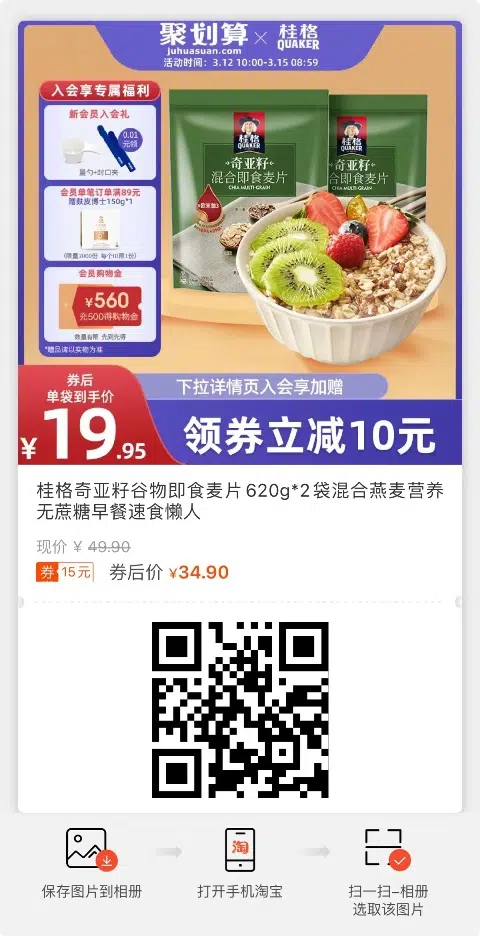 聚划算 × 桂格
juhuasuan.com QUAKER
活动时间：3.12 10:00-3.15 08:59
入会享专属福利
新会员入会礼
0.01
元领
量勺+封口夹
会员单笔订单满89元
赠麸皮博士150g*1
(限量2000份 每个ID限1份)
会员购物金
¥560
充500得购物金
数量有限 先到先得
*赠品请以实物为准
桂格
QUAKER
奇亚籽
混合即食麦片
CHIA MULTI-GRAIN
桂格
QUAKER
奇亚籽
混合即食麦片
CHIA MULTI-GRAIN
下拉详情页入会享加赠
券后
单袋到手价
¥19.95
领券立减10元
桂格奇亚籽谷物即食麦片620g*2袋混合燕麦营养
无蔗糖早餐速食懒人
现价 ¥ 49.90
券 15元 券后价 ¥34.90
保存图片到相册
淘
打开手机淘宝
扫一扫-相册
选取该图片